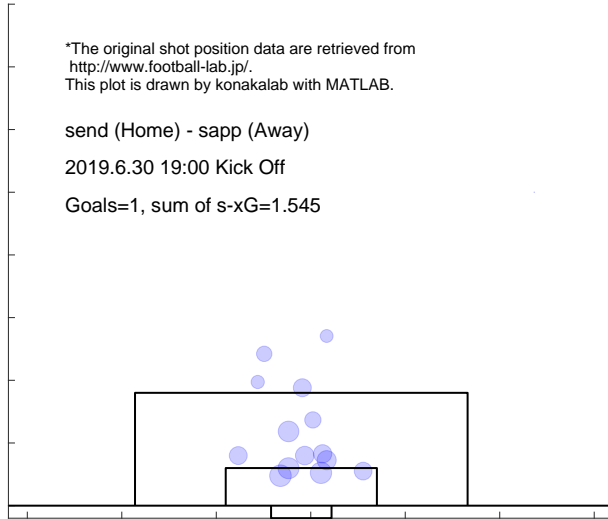 *The original shot position data are retrieved from
http://www.football-lab.jp/.
This plot is drawn by konakalab with MATLAB.
send (Home) - sapp (Away)
2019.6.30 19:00 Kick Off
Goals=1, sum of s-xG=1.545